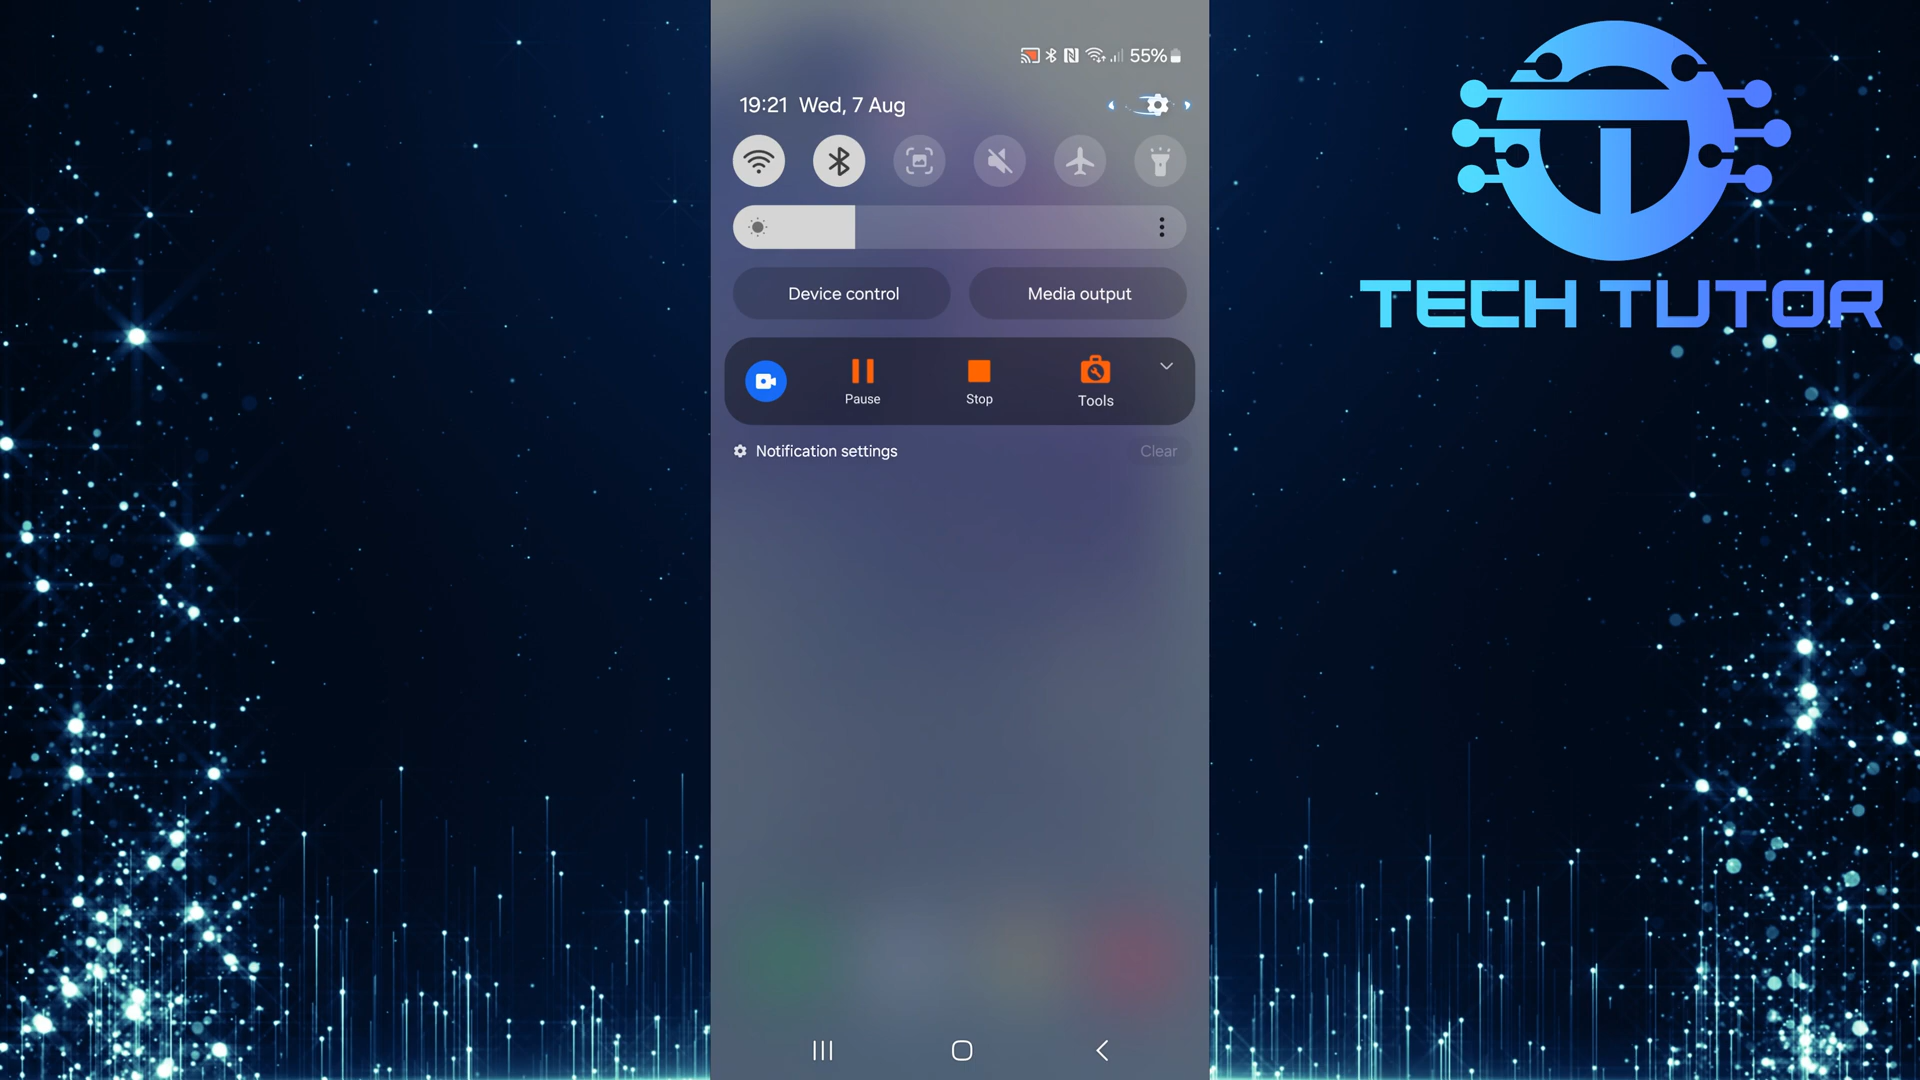 55%
19:21 Wed, 7 Aug
Device control
Media output
Pause
Stop
Tools
Notification settings
Clear
TECH TUTOR